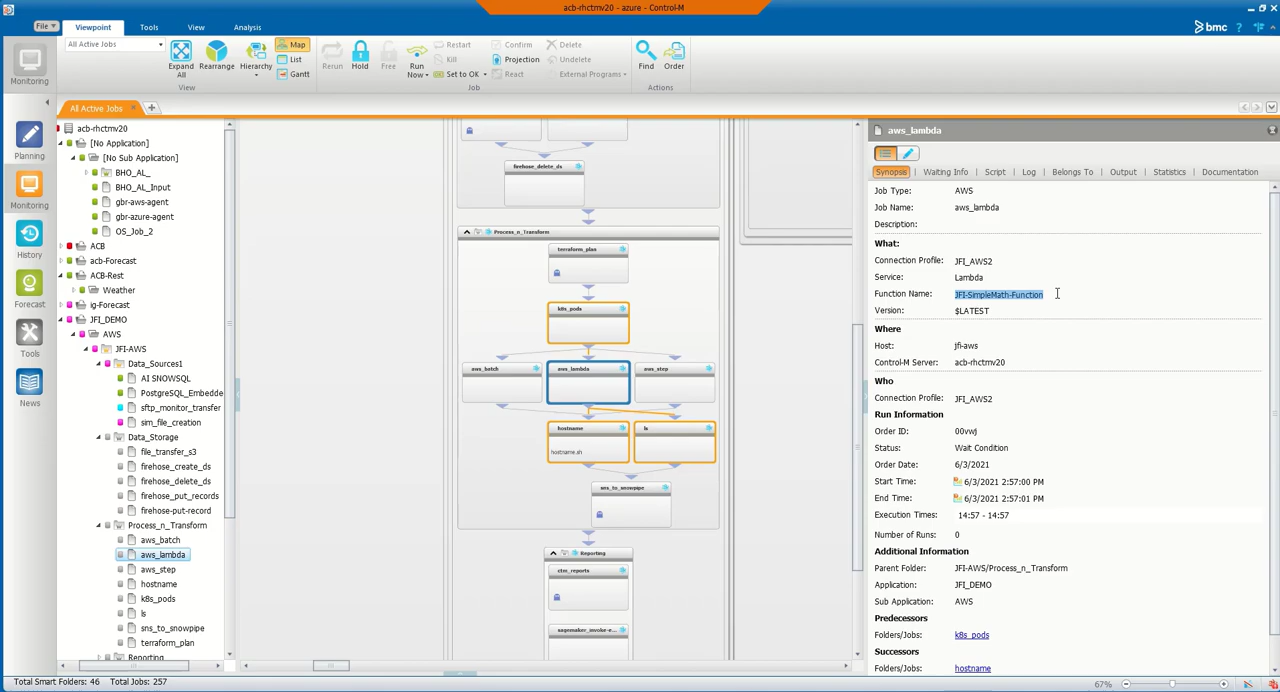 acb-rhctmv20 - azure - Control-M
File
Viewpoint
Tools
View
Analysis
bmc
All Active Jobs
Expand All
Rearrange
Hierarchy
Map
List
Gantt
View
Rerun
Hold
Free
Run Now
Restart
Kill
Set to OK
Confirm
Projection
React
Delete
Undelete
External Programs
Job
Find
Order
Actions
Monitoring
Planning
Monitoring
History
Forecast
Tools
News
All Active Jobs
acb-rhctmv20
[No Application]
[No Sub Application]
BHO_AL_
BHO_AL_Input
gbr-aws-agent
gbr-azure-agent
OS_Job_2
ACB
acb-Forecast
ACB-Rest
Weather
ig-Forecast
JFI_DEMO
AWS
JFI-AWS
Data_Sources1
AI SNOWSQL
PostgreSQL_Embedde
sftp_monitor_transfer
sim_file_creation
Data_Storage
file_transfer_s3
firehose_create_ds
firehose_delete_ds
firehose_put_records
firehose-put-record
Process_n_Transform
aws_batch
aws_lambda
aws_step
hostname
k8s_pods
ls
sns_to_snowpipe
terraform_plan
Reporting
firehose_delete_ds
Process_n_Transform
terraform_plan
k8s_pods
aws_batch
aws_lambda
aws_step
hostname
hostname.sh
ls
sns_to_snowpipe
Reporting
ctm_reports
sagemaker_invoke-e...
aws_lambda
Synopsis
Waiting Info
Script
Log
Belongs To
Output
Statistics
Documentation
Job Type: AWS
Job Name: aws_lambda
Description:
What:
Connection Profile: JFI_AWS2
Service: Lambda
Function Name: JFI-SimpleMath-Function
Version: $LATEST
Where
Host: jfi-aws
Control-M Server: acb-rhctmv20
Who
Connection Profile: JFI_AWS2
Run Information
Order ID: 00vwj
Status: Wait Condition
Order Date: 6/3/2021
Start Time: 6/3/2021 2:57:00 PM
End Time: 6/3/2021 2:57:01 PM
Execution Times: 14:57 - 14:57
Number of Runs: 0
Additional Information
Parent Folder: JFI-AWS/Process_n_Transform
Application: JFI_DEMO
Sub Application: AWS
Predecessors
Folders/Jobs: k8s_pods
Successors
Folders/Jobs: hostname
Total Smart Folders: 46 Total Jobs: 257
67%